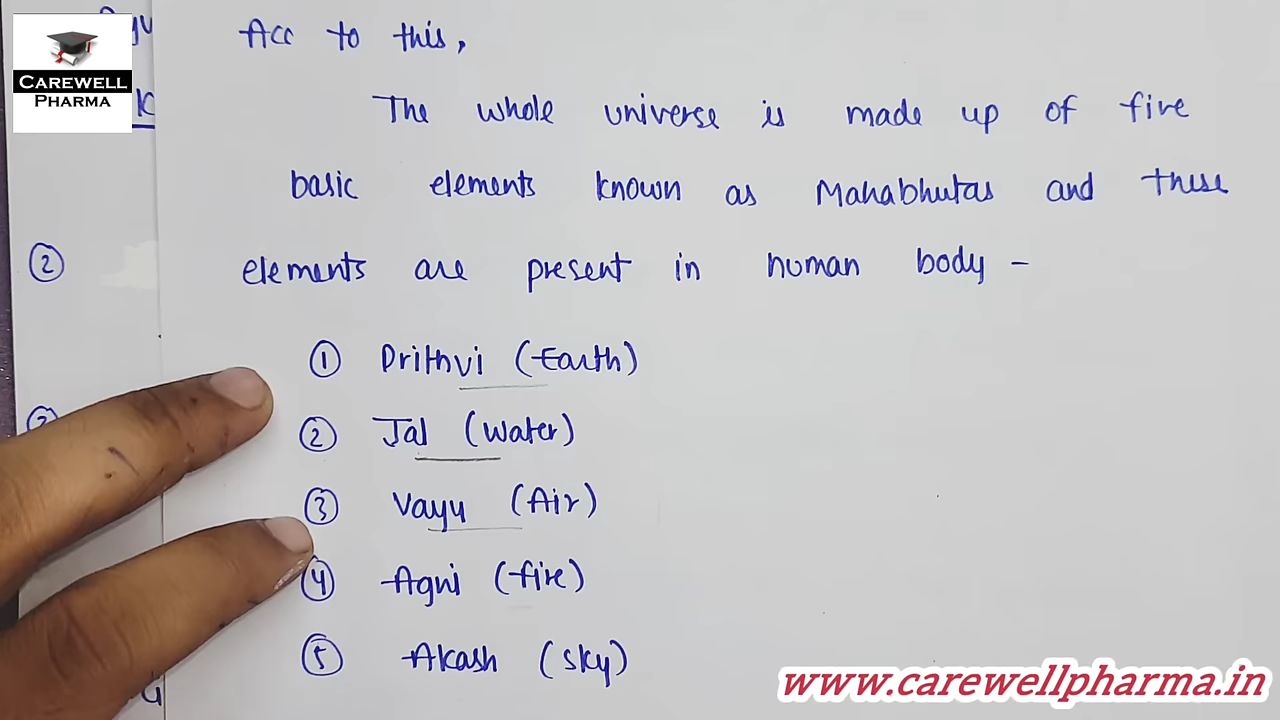 CAREWELL
PHARMA
Acc to this,
The whole universe is made up of five
basic elements known as Mahabhutas and these
② elements are present in human body -
① Prithvi (Earth)
② Jal (Water)
③ Vayu (Air)
④ Agni (fire)
⑤ Akash (sky)
www.carewellpharma.in